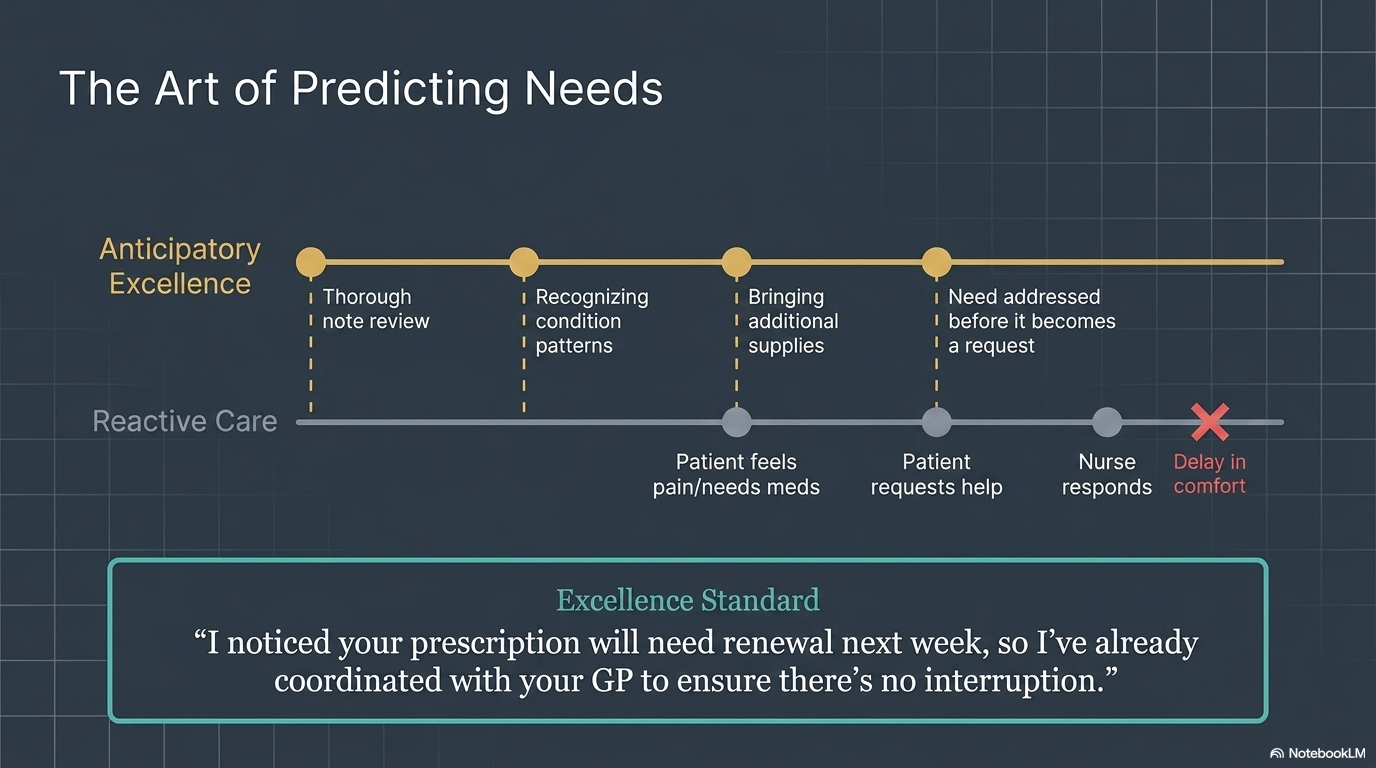 The Art of Predicting Needs
Anticipatory
Excellence
Thorough
note review
Recognizing
condition
patterns
Bringing
additional
supplies
Need addressed
before it becomes
a request
Reactive Care
Patient feels
pain/needs meds
Patient
requests help
Nurse
responds
Delay in
comfort
Excellence Standard
“I noticed your prescription will need renewal next week, so I’ve already
coordinated with your GP to ensure there’s no interruption.”
NotebookLM